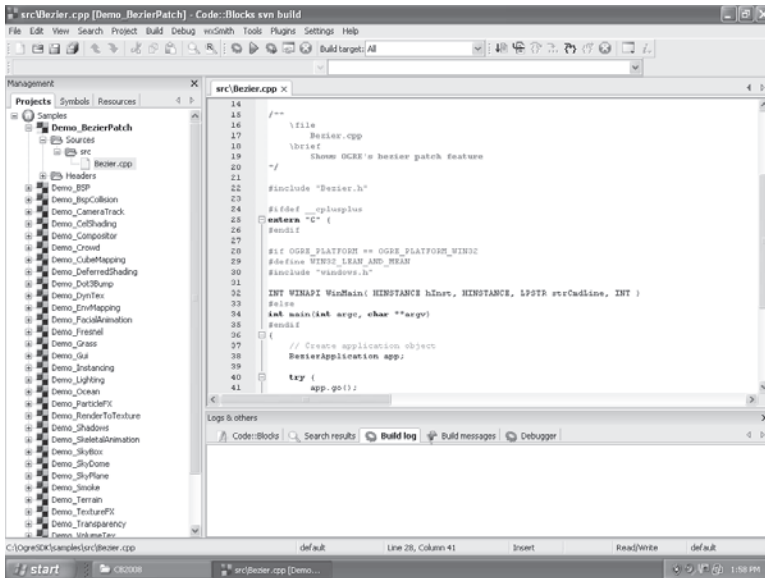 src\Bezier.cpp [Demo_BezierPatch] - Code::Blocks svn build
File Edit View Search Project Build Debug wxSmith Tools Plugins Settings Help
Build target: All
Management
Projects Symbols Resources
Samples
Demo_BezierPatch
Sources
src
Bezier.cpp
Headers
Demo_BSP
Demo_BspCollision
Demo_CameraTrack
Demo_CelShading
Demo_Compositor
Demo_Crowd
Demo_CubeMapping
Demo_DeferredShading
Demo_Dot3Bump
Demo_DynTex
Demo_EnvMapping
Demo_FacialAnimation
Demo_Fresnel
Demo_Grass
Demo_Gui
Demo_Instancing
Demo_Lighting
Demo_Ocean
Demo_ParticleFX
Demo_RenderToTexture
Demo_Shadows
Demo_SkeletalAnimation
Demo_SkyBox
Demo_SkyDome
Demo_SkyPlane
Demo_Smoke
Demo_Terrain
Demo_TextureFX
Demo_Transparency
Demo_VolumeTex
src\Bezier.cpp
14
15 /**
16 \file
17 Bezier.cpp
18 \brief
19 Shows OGRE's bezier patch feature
20 */
21
22 #include "Bezier.h"
23
24 #ifdef __cplusplus
25 extern "C" {
26 #endif
27
28 #if OGRE_PLATFORM == OGRE_PLATFORM_WIN32
29 #define WIN32_LEAN_AND_MEAN
30 #include "windows.h"
31
32 INT WINAPI WinMain( HINSTANCE hInst, HINSTANCE, LPSTR strCmdLine, INT )
33 #else
34 int main(int argc, char **argv)
35 #endif
36 {
37 // Create application object
38 BezierApplication app;
39
40 try {
41 app.go();
Logs & others
Code::Blocks Search results Build log Build messages Debugger
C:\OgreSDK\samples\src\Bezier.cpp default Line 28, Column 41 Insert Read/Write default
start CB2008 src\Bezier.cpp [Demo... 1:58 PM